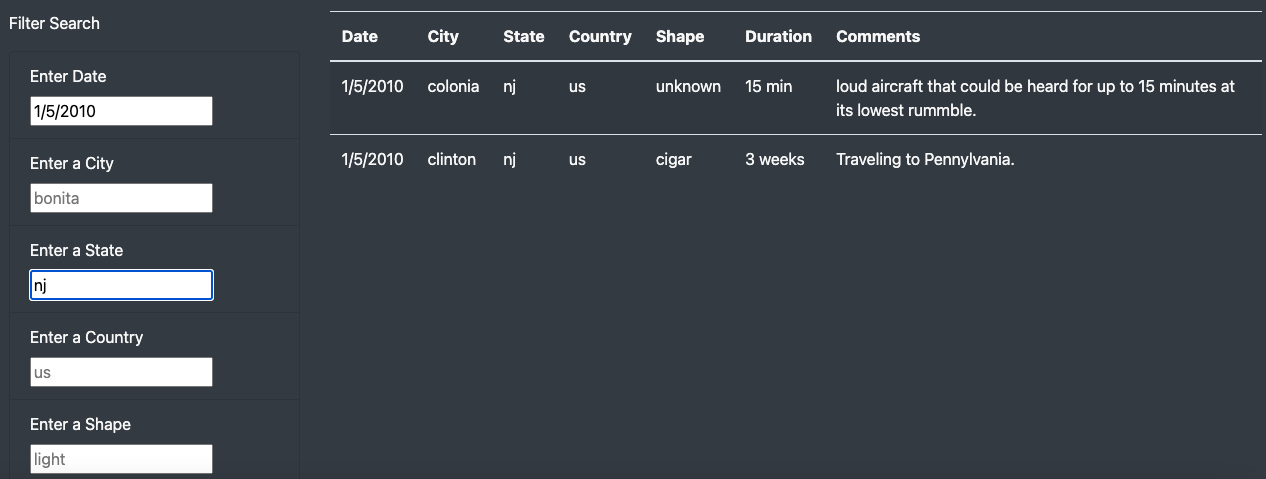 Filter Search
Enter Date
1/5/2010
Enter a City
bonita
Enter a State
nj
Enter a Country
us
Enter a Shape
light
Date City State Country Shape Duration Comments
1/5/2010 colonia nj us unknown 15 min loud aircraft that could be heard for up to 15 minutes at
its lowest rummble.
1/5/2010 clinton nj us cigar 3 weeks Traveling to Pennylvania.